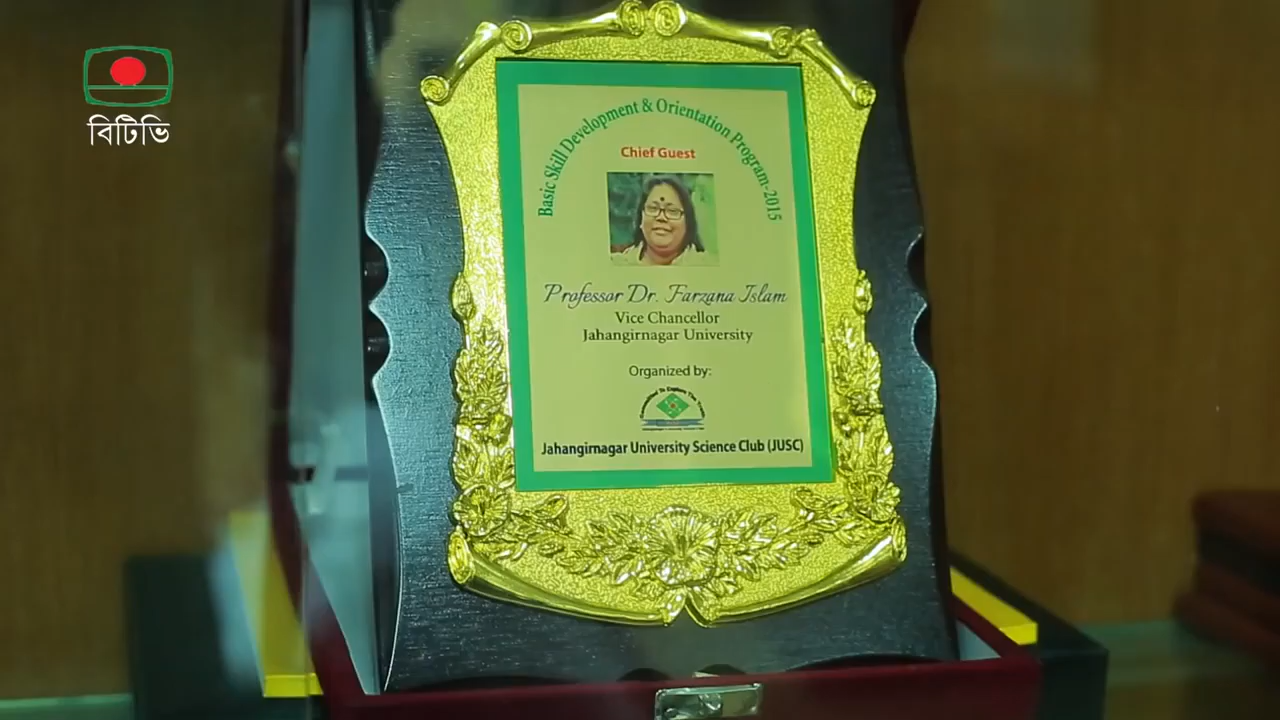 বিটিভি
Basic Skill Development & Orientation Program-2015
Chief Guest
Professor Dr. Farzana Islam
Vice Chancellor
Jahangirnagar University
Organized by:
Jahangirnagar University Science Club (JUSC)